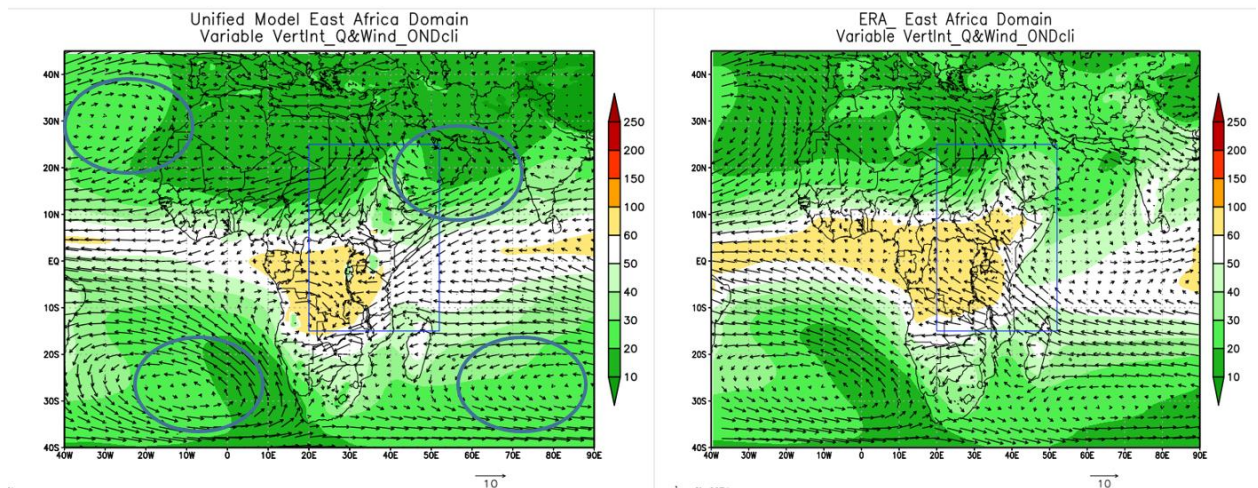 Unified Model East Africa Domain
Variable VertInt_Q&Wind_ONDcli
40N
30N
20N
10N
EQ
10S
20S
30S
40S
40W
30W
20W
10W
0
10E
20E
30E
40E
50E
60E
70E
80E
90E
10
250
200
150
100
60
50
40
30
20
10
ERA_ East Africa Domain
Variable VertInt_Q&Wind_ONDcli
40N
30N
20N
10N
EQ
10S
20S
30S
40S
40W
30W
20W
10W
0
10E
20E
30E
40E
50E
60E
70E
80E
90E
10
250
200
150
100
60
50
40
30
20
10